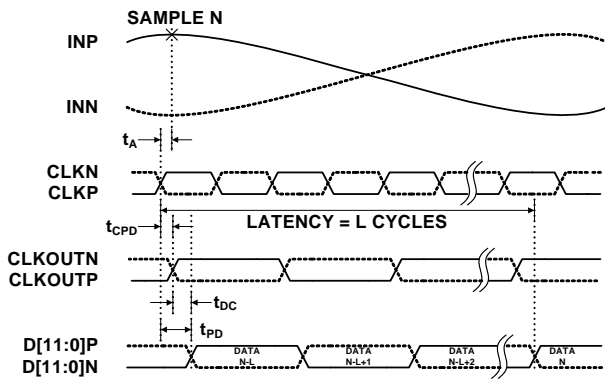 SAMPLE N
INP
INN
tA
CLKN
CLKP
tCPD
LATENCY = L CYCLES
CLKOUTN
CLKOUTP
tDC
tPD
D[11:0]P
D[11:0]N
DATA
N-L
DATA
N-L+1
DATA
N-L+2
DATA
N